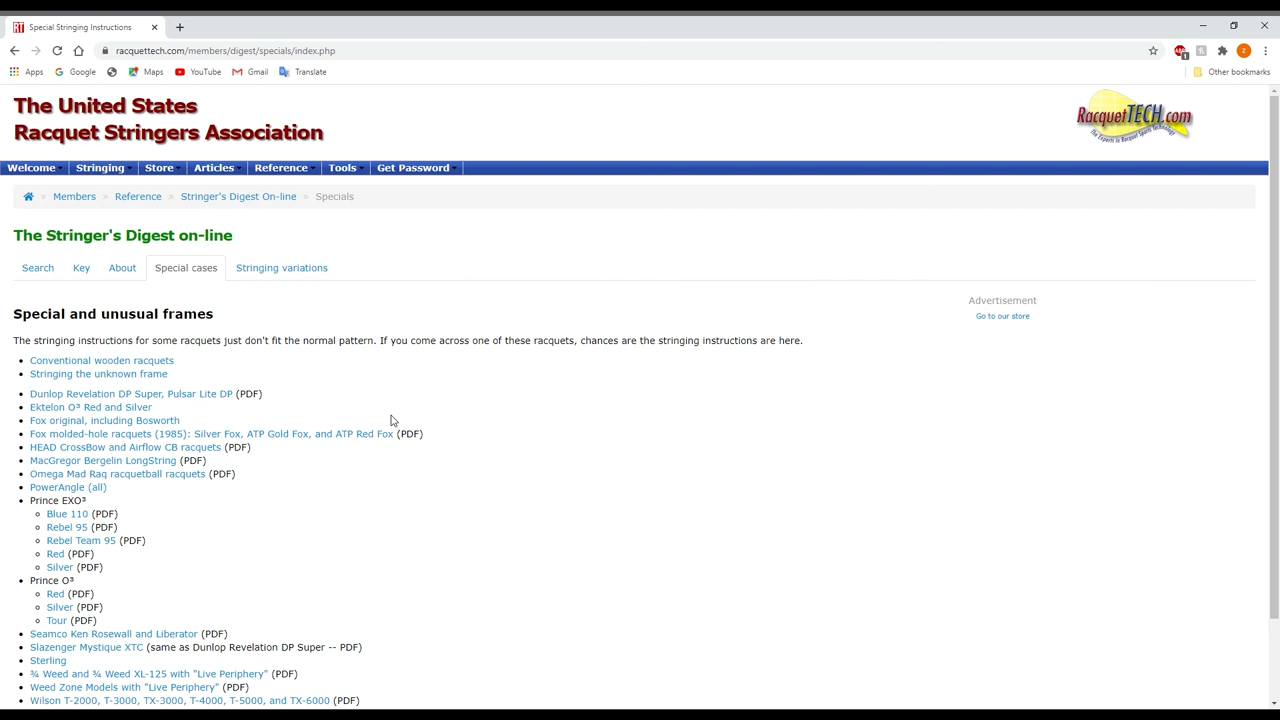 Special Stringing Instructions
racquettech.com/members/digest/specials/index.php
Apps Google Maps YouTube Gmail Translate Other bookmarks
The United States
Racquet Stringers Association
RacquetTECH.com
Welcome Stringing Store Articles Reference Tools Get Password
» Members » Reference » Stringer's Digest On-line » Specials
The Stringer's Digest on-line
Search Key About Special cases Stringing variations
Advertisement
Go to our store
Special and unusual frames
The stringing instructions for some racquets just don't fit the normal pattern. If you come across one of these racquets, chances are the stringing instructions are here.
• Conventional wooden racquets
• Stringing the unknown frame
• Dunlop Revelation DP Super, Pulsar Lite DP (PDF)
• Ektelon O³ Red and Silver
• Fox original, including Bosworth
• Fox molded-hole racquets (1985): Silver Fox, ATP Gold Fox, and ATP Red Fox (PDF)
• HEAD CrossBow and Airflow CB racquets (PDF)
• MacGregor Bergelin LongString (PDF)
• Omega Mad Raq racquetball racquets (PDF)
• PowerAngle (all)
• Prince EXO³
Blue 110 (PDF)
Rebel 95 (PDF)
Rebel Team 95 (PDF)
Red (PDF)
Silver (PDF)
• Prince O³
Red (PDF)
Silver (PDF)
Tour (PDF)
• Seamco Ken Rosewall and Liberator (PDF)
• Slazenger Mystique XTC (same as Dunlop Revelation DP Super -- PDF)
• Sterling
• ¾ Weed and ¾ Weed XL-125 with "Live Periphery" (PDF)
• Weed Zone Models with "Live Periphery" (PDF)
• Wilson T-2000, T-3000, TX-3000, T-4000, T-5000, and TX-6000 (PDF)